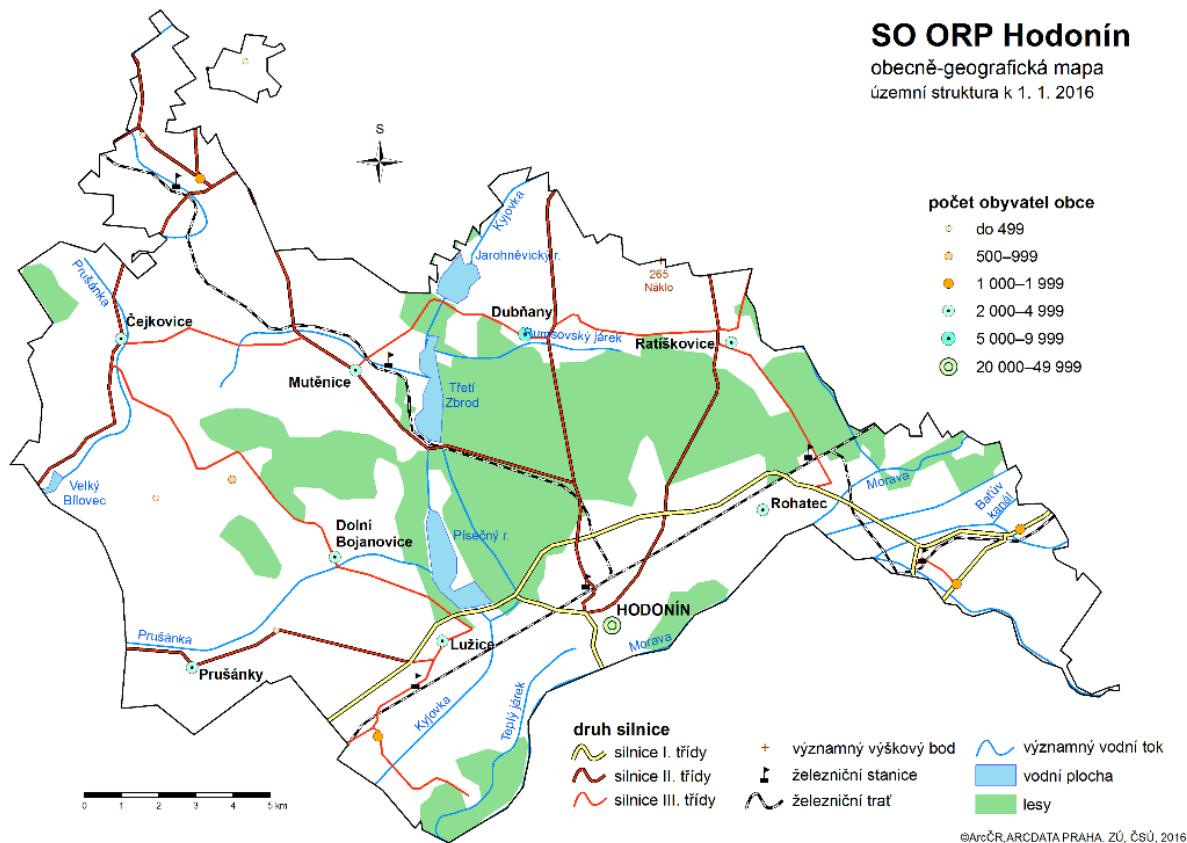 SO ORP Hodonín
obecně-geografická mapa
územní struktura k 1. 1. 2016
S
počet obyvatel obce
do 499
500–999
1 000–1 999
2 000–4 999
5 000–9 999
20 000–49 999
Kyjovka
Jarohněvický r.
265
Náklo
Prušánka
Čejkovice
Dubňany
Rumsovský járek
Ratíškovice
Mutěnice
Třetí
Zbrod
Velký
Bílovec
Morava
Baťův
kanál
Rohatec
Dolní
Bojanovice
Písečný r.
HODONÍN
Morava
Prušánka
Lužice
Prušánky
Kyjovka
Teplý járek
druh silnice
silnice I. třídy
silnice II. třídy
silnice III. třídy
významný výškový bod
železniční stanice
železniční trať
významný vodní tok
vodní plocha
lesy
0 1 2 3 4 5 km
©ArcČR,ARCDATA PRAHA, ZÚ, ČSÚ, 2016